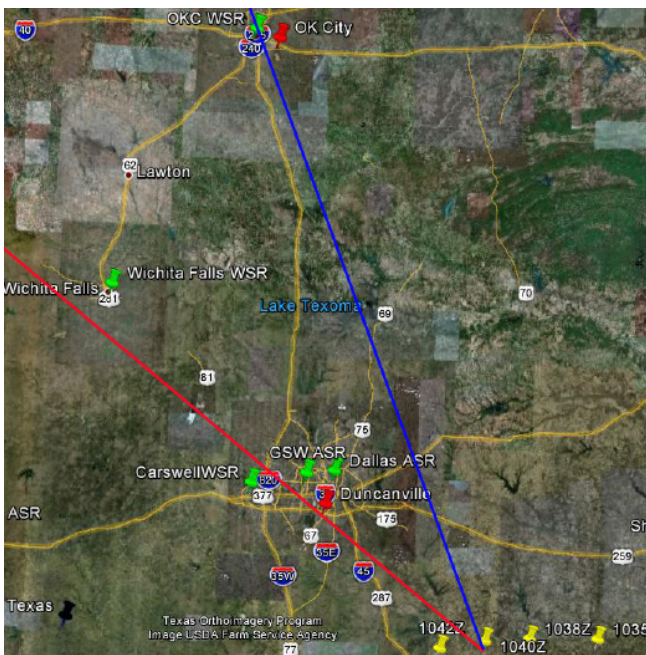 OKC WSR
OK City
40
240
62
Lawton
Wichita Falls WSR
Wichita Falls
281
Lake Texoma
69
70
81
75
GSW ASR
Dallas ASR
CarswellWSR
820
377
Duncanville
ASR
175
67
35E
259
35W
45
287
Texas
Texas Orthoimagery Program
Image USDA Farm Service Agency
77
1042Z
1040Z
1038Z
1035